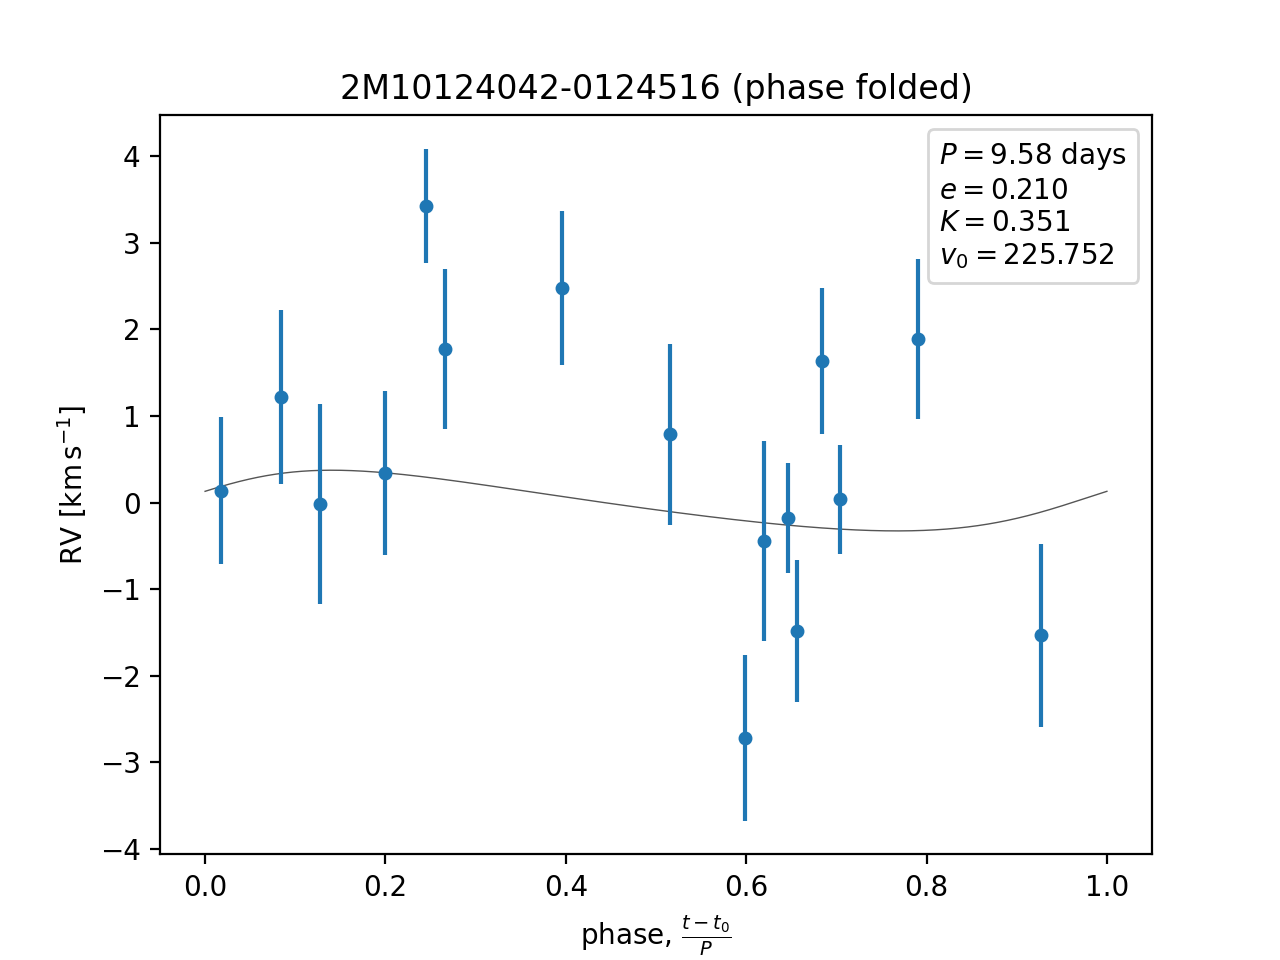 2M10124042-0124516 (phase folded)
P = 9.58 days
e = 0.210
K = 0.351
v₀ = 225.752
4
3
2
1
0
−1
−2
−3
−4
RV [km s⁻¹]
0.0 0.2 0.4 0.6 0.8 1.0
phase, (t − t₀)/P